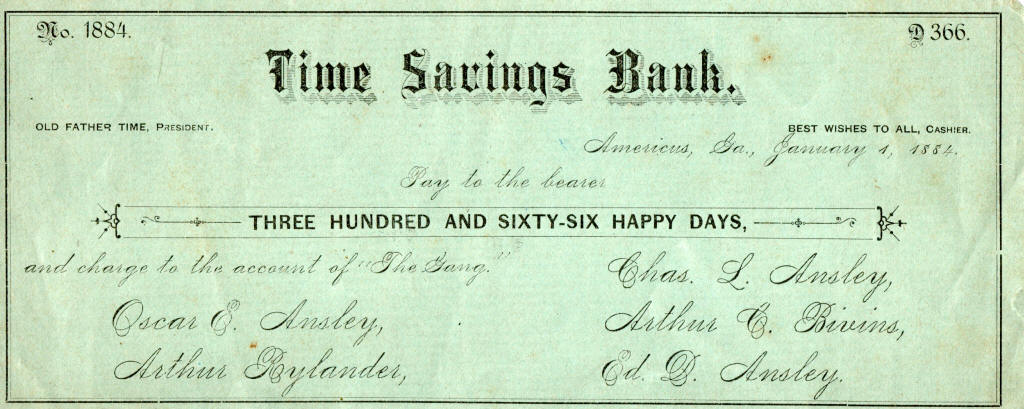 No. 1884. D 366.
Time Savings Bank.
OLD FATHER TIME, PRESIDENT. BEST WISHES TO ALL, CASHIER.
Americus, Ga., January 1, 1884.
Pay to the bearer
THREE HUNDRED AND SIXTY-SIX HAPPY DAYS,
and charge to the account of "The Gang." Chas. L. Ansley,
Oscar E. Ansley, Arthur C. Bivins,
Arthur Rylander, Ed. D. Ansley.